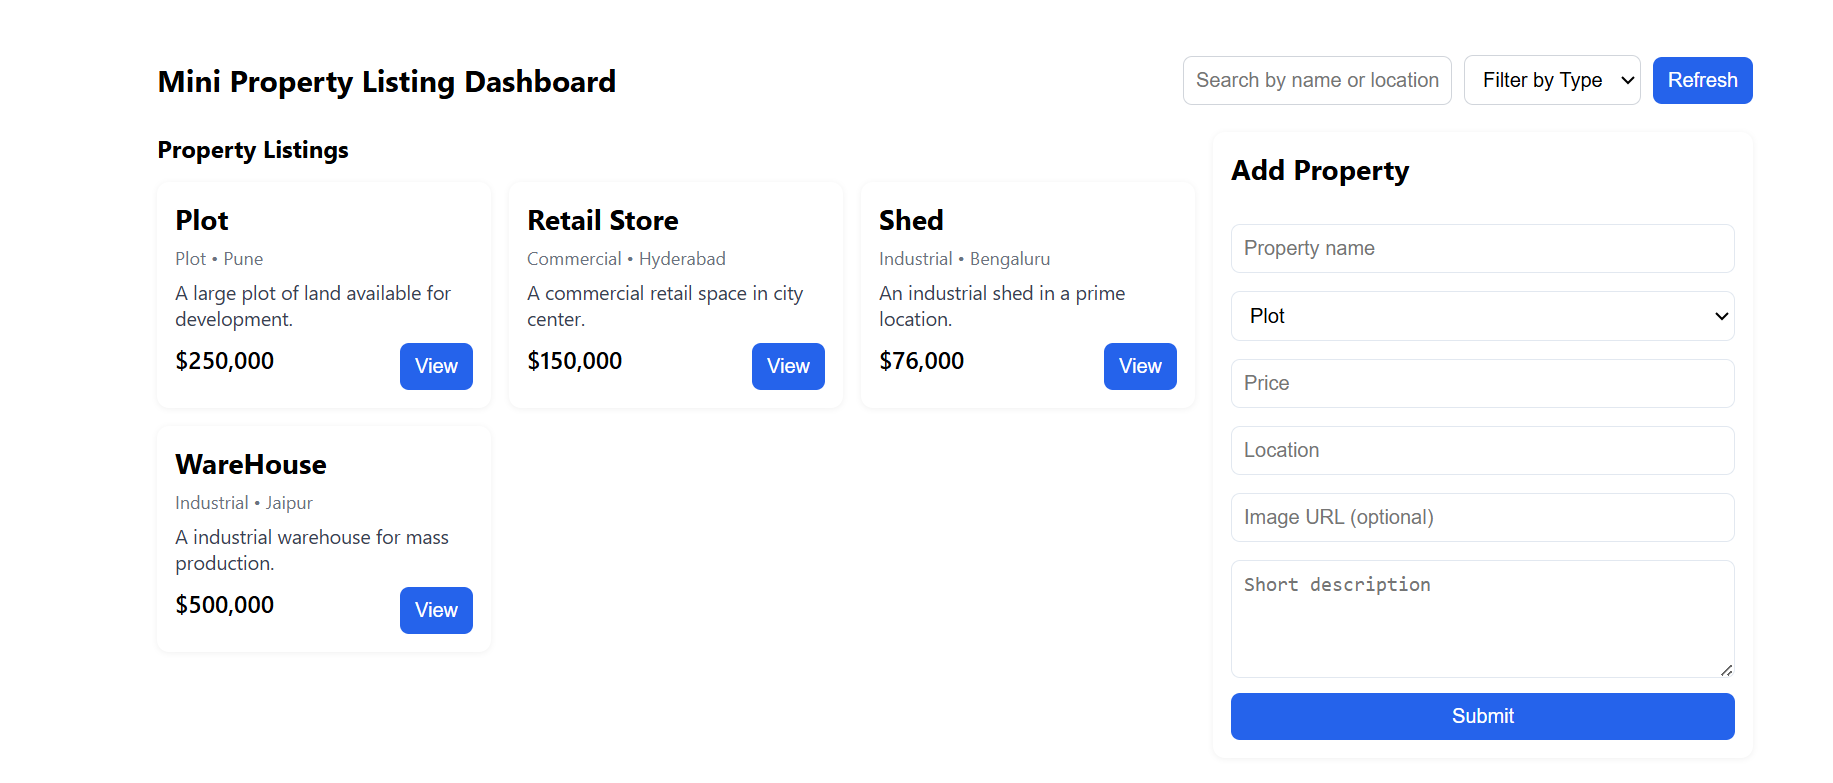 Mini Property Listing Dashboard
Search by name or location
Filter by Type
Refresh
Property Listings
Plot
Plot • Pune
A large plot of land available for
development.
$250,000
View
Retail Store
Commercial • Hyderabad
A commercial retail space in city
center.
$150,000
View
Shed
Industrial • Bengaluru
An industrial shed in a prime
location.
$76,000
View
WareHouse
Industrial • Jaipur
A industrial warehouse for mass
production.
$500,000
View
Add Property
Property name
Plot
Price
Location
Image URL (optional)
Short description
Submit